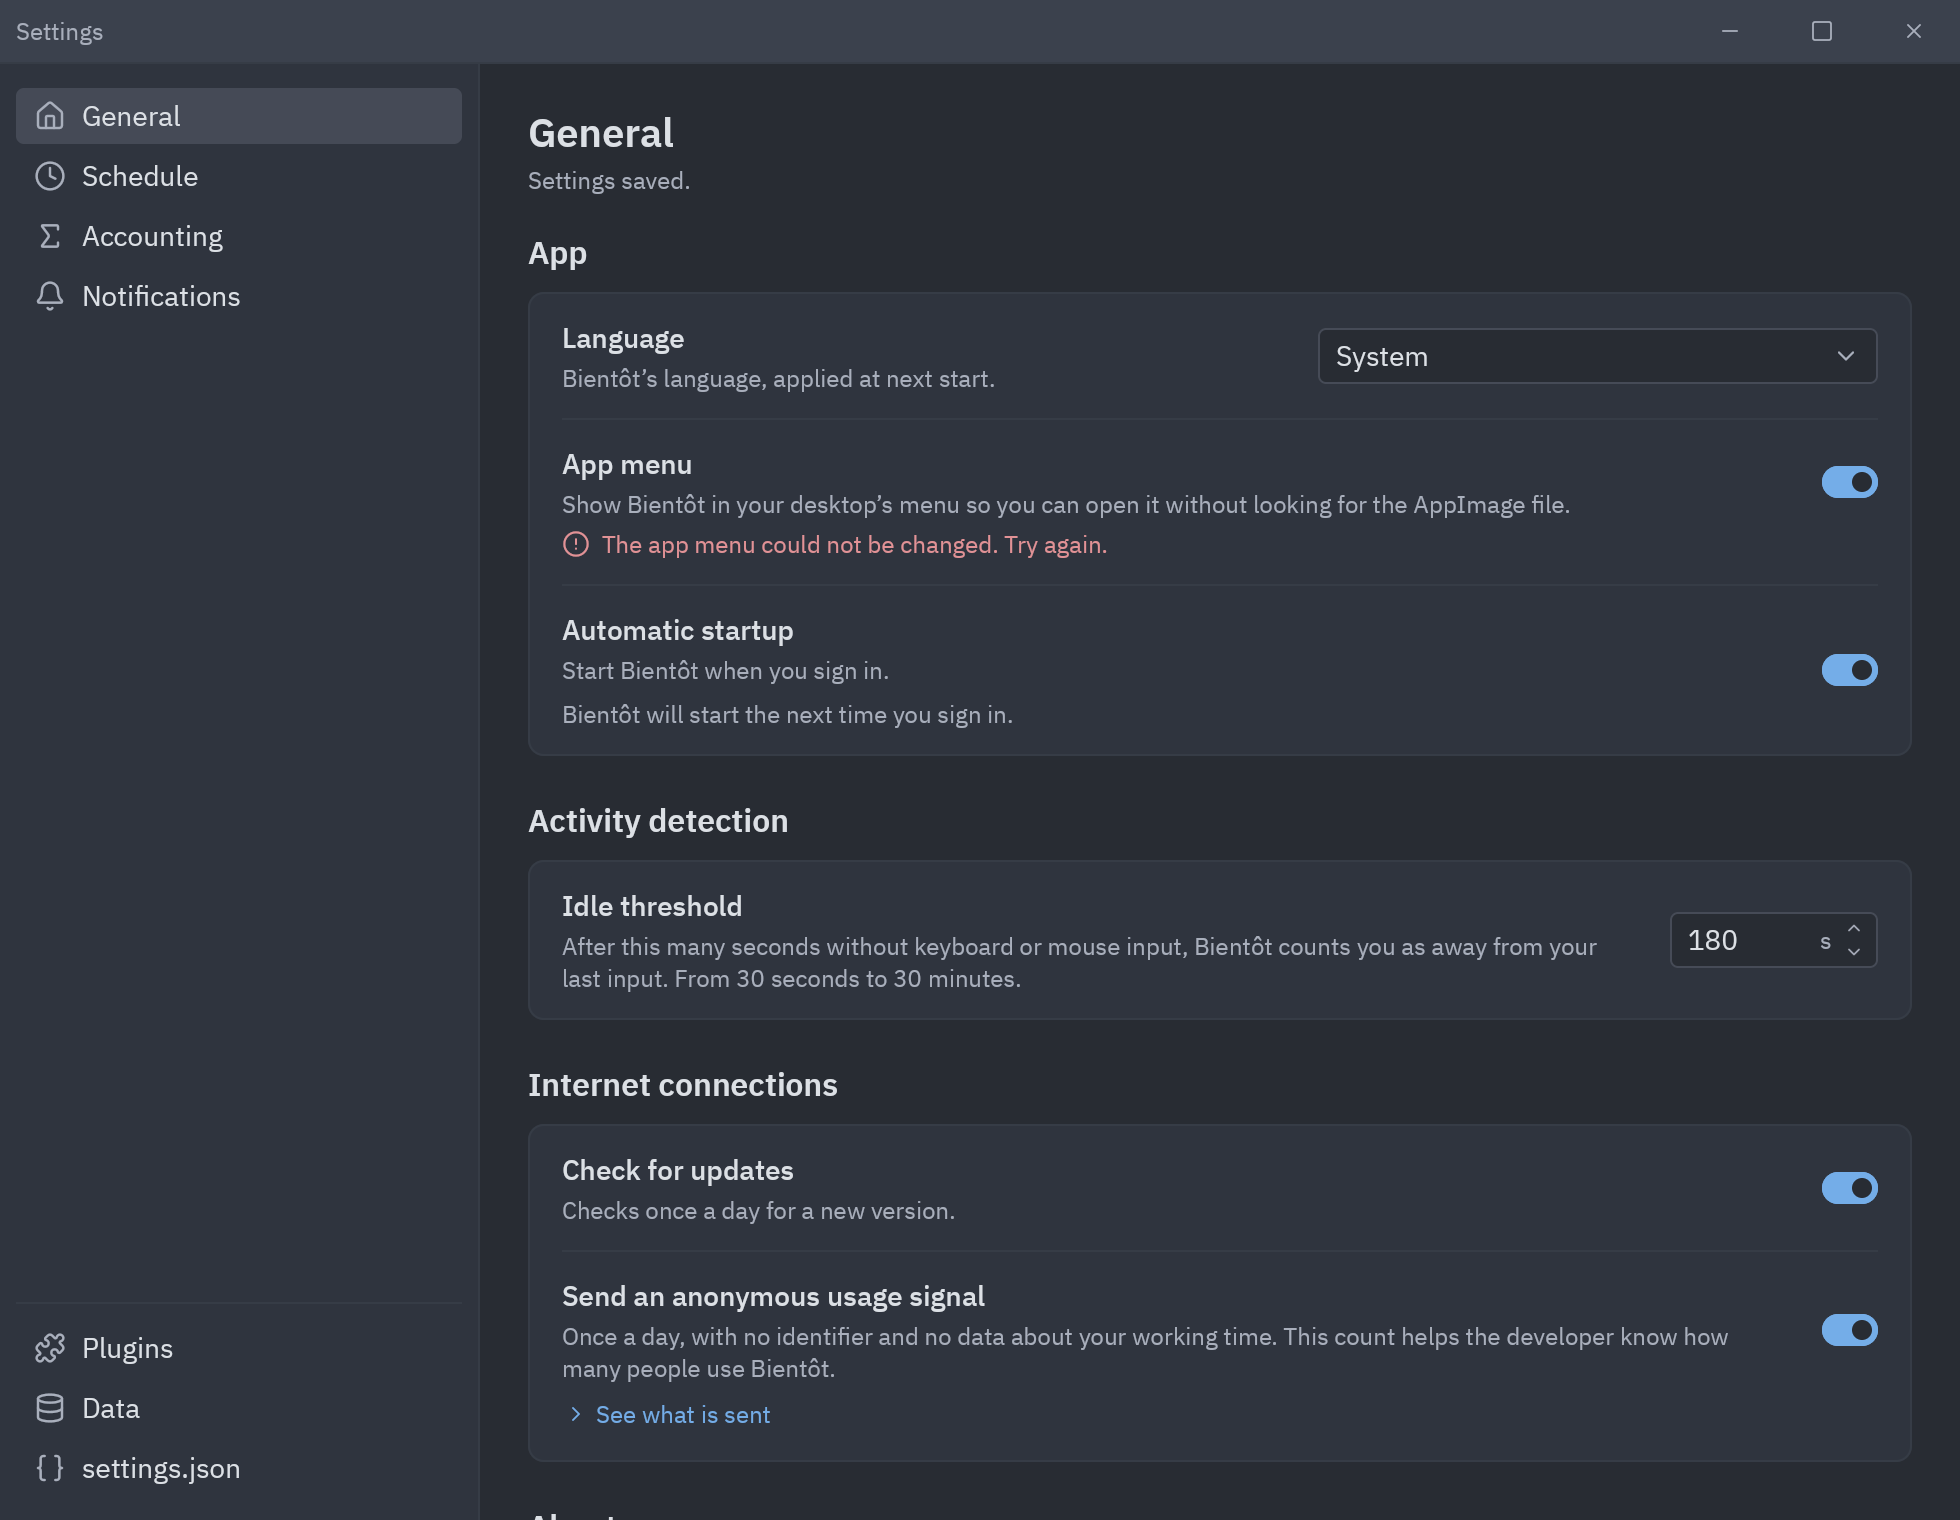 Settings
General
Schedule
Accounting
Notifications
Plugins
Data
settings.json
General
Settings saved.
App
Language
Bientôt’s language, applied at next start.
System
App menu
Show Bientôt in your desktop’s menu so you can open it without looking for the AppImage file.
The app menu could not be changed. Try again.
Automatic startup
Start Bientôt when you sign in.
Bientôt will start the next time you sign in.
Activity detection
Idle threshold
After this many seconds without keyboard or mouse input, Bientôt counts you as away from your
last input. From 30 seconds to 30 minutes.
180 s
Internet connections
Check for updates
Checks once a day for a new version.
Send an anonymous usage signal
Once a day, with no identifier and no data about your working time. This count helps the developer know how
many people use Bientôt.
See what is sent